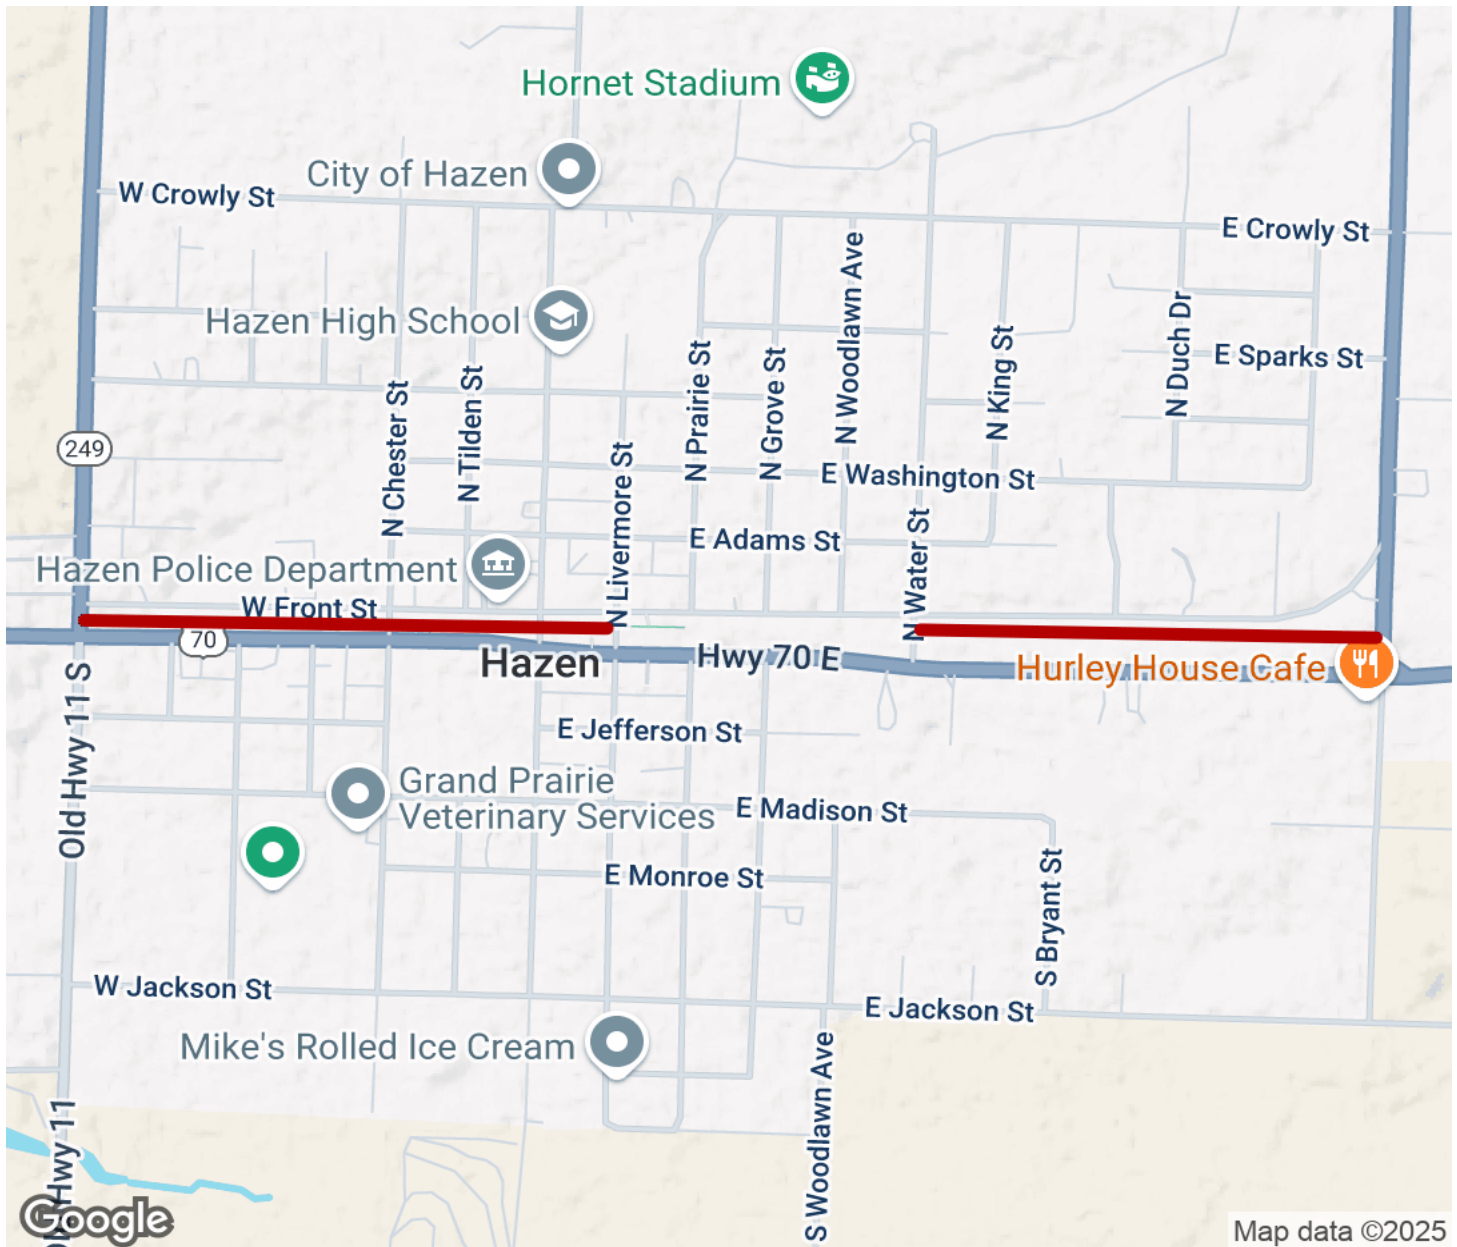 Hornet Stadium
City of Hazen
W Crowly St
E Crowly St
N Woodlawn Ave
Hazen High School
N Duch Dr
N King St
E Sparks St
N Prairie St
N Grove St
N Tilden St
N Chester St
249
N Livermore St
E Washington St
N Water St
E Adams St
Hazen Police Department
W Front St
70
Hazen
Hwy 70 E
Hurley House Cafe
Old Hwy 11 S
E Jefferson St
Grand Prairie
Veterinary Services
E Madison St
S Bryant St
E Monroe St
W Jackson St
E Jackson St
Mike's Rolled Ice Cream
S Woodlawn Ave
Hwy 11
Google
Map data ©2025